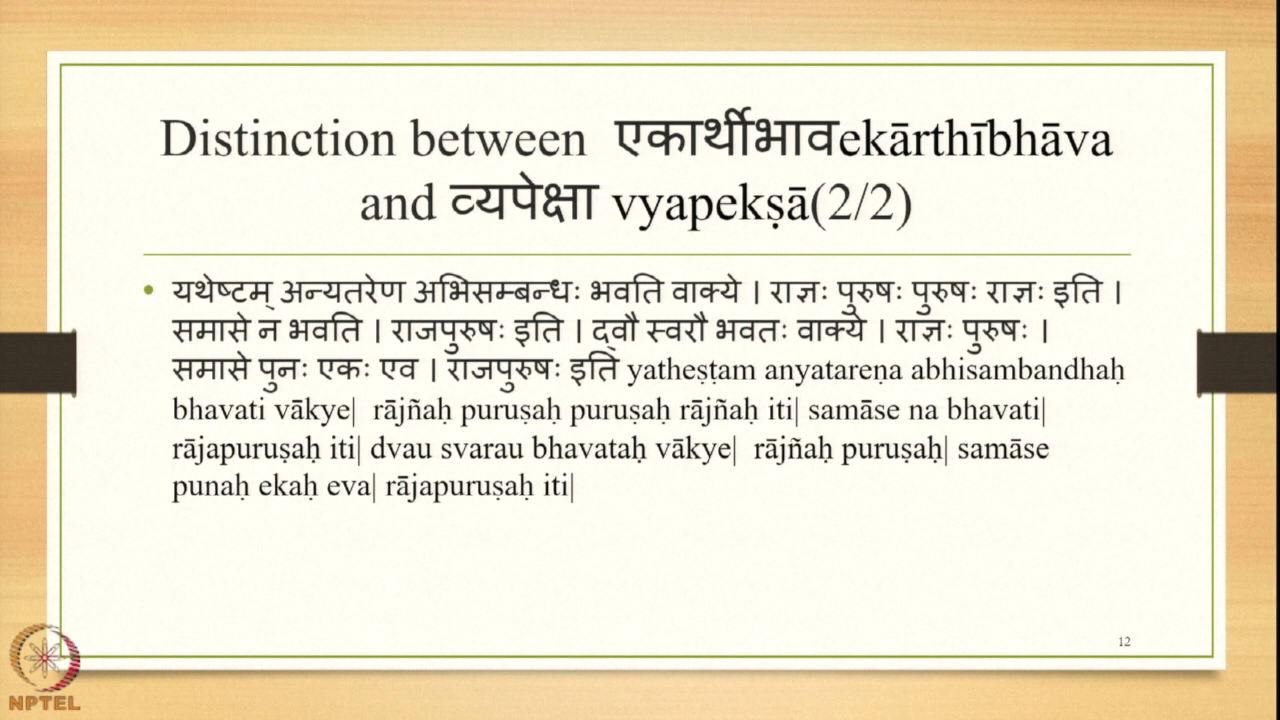 Distinction between एकार्थीभावekārthībhāva
and व्यपेक्षा vyapekṣā(2/2)
• यथेष्टम् अन्यतरेण अभिसम्बन्धः भवति वाक्ये । राज्ञः पुरुषः पुरुषः राज्ञः इति ।
समासे न भवति । राजपुरुषः इति । द्वौ स्वरौ भवतः वाक्ये । राज्ञः पुरुषः ।
समासे पुनः एकः एव । राजपुरुषः इति yatheṣṭam anyatareṇa abhisambandhaḥ
bhavati vākye| rājñaḥ puruṣaḥ puruṣaḥ rājñaḥ iti| samāse na bhavati|
rājapuruṣaḥ iti| dvau svarau bhavataḥ vākye| rājñaḥ puruṣaḥ| samāse
punaḥ ekaḥ eva| rājapuruṣaḥ iti|
12
NPTEL